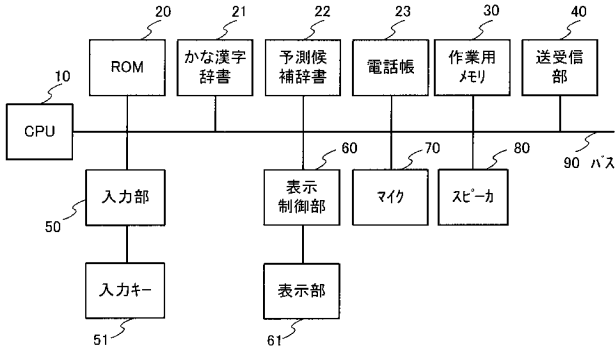 20
21
22
23
30
40
10
ROM
かな漢字
辞書
予測候
補辞書
電話帳
作業用
メモリ
送受信
部
CPU
90 バス
60
70
80
50
入力部
表示
制御部
マイク
スピーカ
入力キー
表示部
51
61